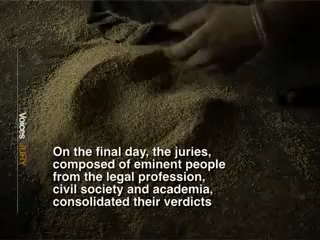 Voices JURY
On the final day, the juries,
composed of eminent people
from the legal profession,
civil society and academia,
consolidated their verdicts